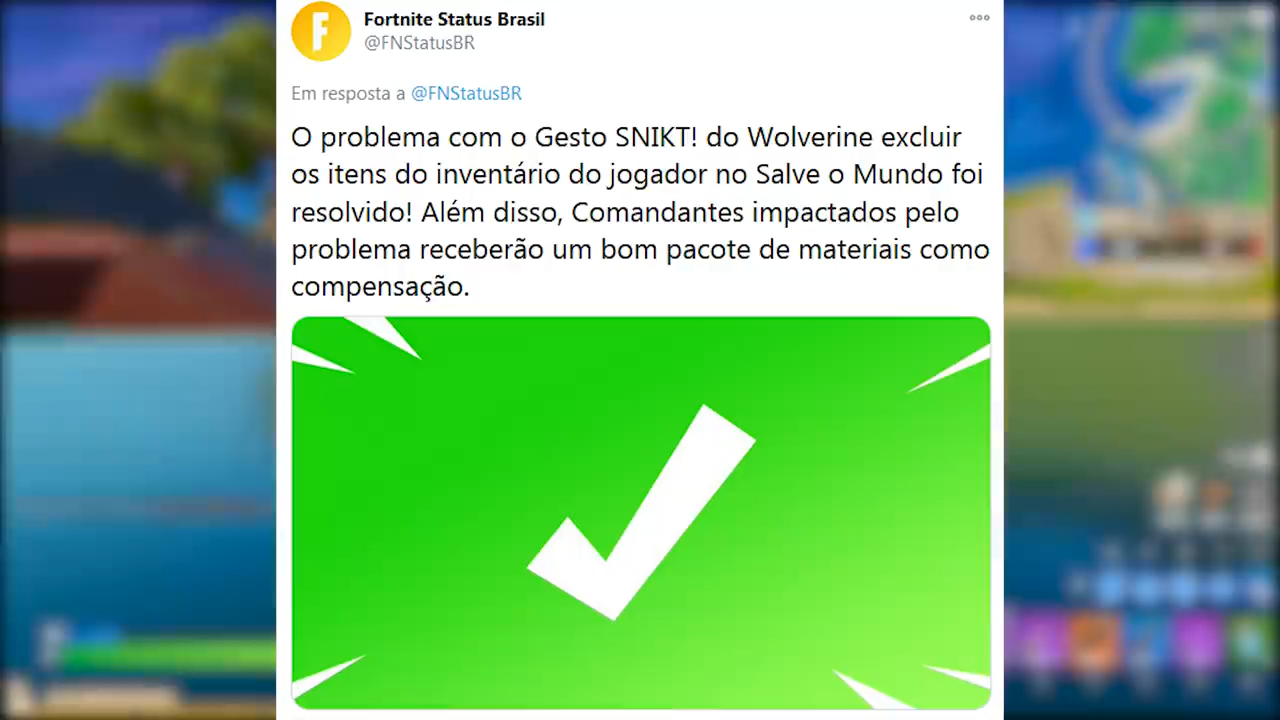 Fortnite Status Brasil
@FNStatusBR
Em resposta a @FNStatusBR
O problema com o Gesto SNIKT! do Wolverine excluir
os itens do inventário do jogador no Salve o Mundo foi
resolvido! Além disso, Comandantes impactados pelo
problema receberão um bom pacote de materiais como
compensação.